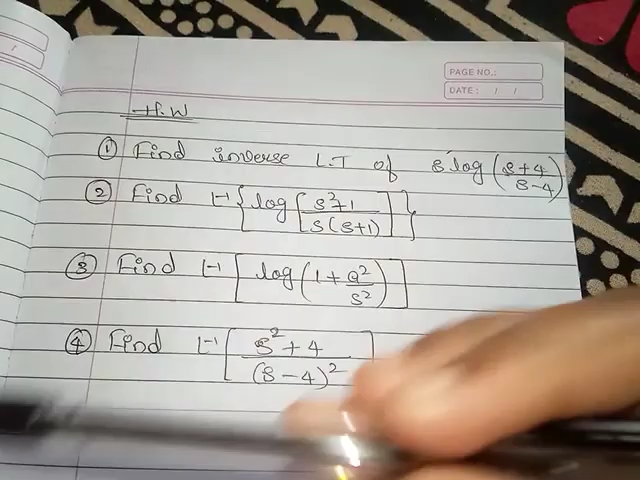 PAGE NO.:
DATE: / /
H.W
① Find inverse L.T of s log(s+4/s-4)
② Find L⁻¹{log[s²+1/s(s+1)]}
③ Find L⁻¹[log(1+a²/s²)]
④ Find L⁻¹[s²+4/(s-4)²]